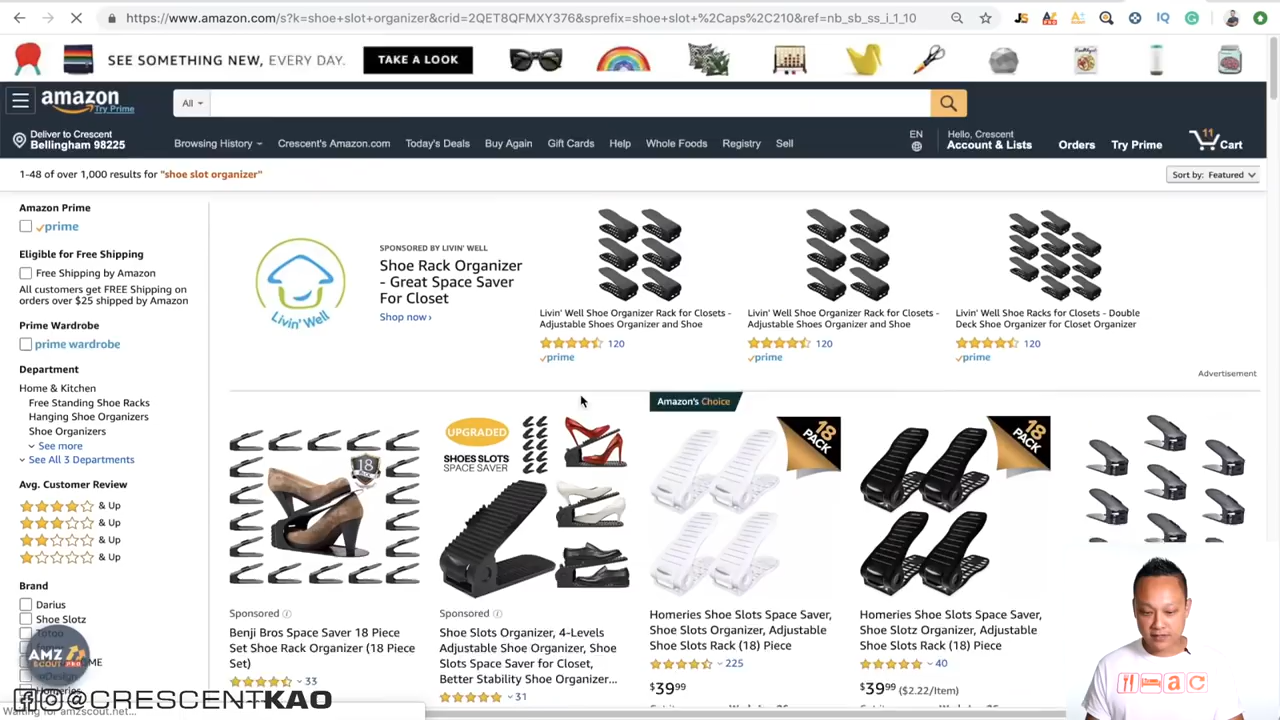 https://www.amazon.com/s?k=shoe+slot+organizer&crid=2QET8QFMXY376&sprefix=shoe+slot+%2Caps%2C210&ref=nb_sb_ss_i_1_10
SEE SOMETHING NEW, EVERY DAY.
TAKE A LOOK
amazon
Try Prime
All
Deliver to Crescent
Bellingham 98225
Browsing History
Crescent's Amazon.com
Today's Deals
Buy Again
Gift Cards
Help
Whole Foods
Registry
Sell
EN
Hello, Crescent
Account & Lists
Orders
Try Prime
11
Cart
1-48 of over 1,000 results for "shoe slot organizer"
Sort by: Featured
Amazon Prime
prime
Eligible for Free Shipping
Free Shipping by Amazon
All customers get FREE Shipping on
orders over $25 shipped by Amazon
Prime Wardrobe
prime wardrobe
Department
Home & Kitchen
Free Standing Shoe Racks
Hanging Shoe Organizers
Shoe Organizers
See more
See All 3 Departments
Avg. Customer Review
& Up
& Up
& Up
& Up
Brand
Darius
Shoe Slotz
Livin' Well
SPONSORED BY LIVIN' WELL
Shoe Rack Organizer
- Great Space Saver
For Closet
Shop now ›
Livin' Well Shoe Organizer Rack for Closets -
Adjustable Shoes Organizer and Shoe
120
prime
Livin' Well Shoe Organizer Rack for Closets -
Adjustable Shoes Organizer and Shoe
120
prime
Livin' Well Shoe Racks for Closets - Double
Deck Shoe Organizer for Closet Organizer
120
prime
Advertisement
18
Sponsored
Benji Bros Space Saver 18 Piece
Set Shoe Rack Organizer (18 Piece
Set)
33
UPGRADED
SHOES SLOTS
SPACE SAVER
Sponsored
Shoe Slots Organizer, 4-Levels
Adjustable Shoe Organizer, Shoe
Slots Space Saver for Closet,
Better Stability Shoe Organizer...
31
Amazon's Choice
18
PACK
Homeries Shoe Slots Space Saver,
Shoe Slots Organizer, Adjustable
Shoe Slots Rack (18) Piece
225
$39.99
18
PACK
Homeries Shoe Slots Space Saver,
Shoe Slotz Organizer, Adjustable
Shoe Slots Rack (18) Piece
40
$39.99 ($2.22/Item)
AMZ
SCOUT PRO
@CRESCENTKAO
Waiting for amzscout.net...